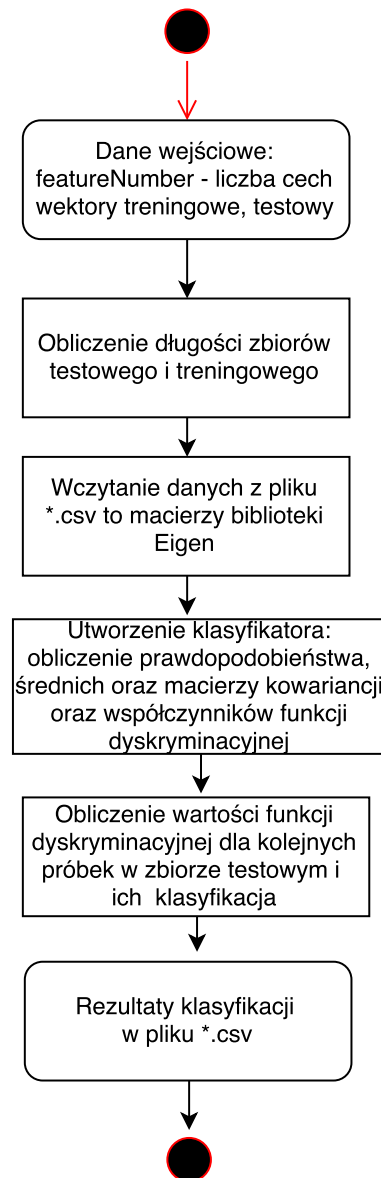 Dane wejściowe:
featureNumber - liczba cech
wektory treningowe, testowy
Obliczenie długości zbiorów
testowego i treningowego
Wczytanie danych z pliku
*.csv to macierzy biblioteki
Eigen
Utworzenie klasyfikatora:
obliczenie prawdopodobieństwa,
średnich oraz macierzy kowariancji
oraz współczynników funkcji
dyskryminacyjnej
Obliczenie wartości funkcji
dyskryminacyjnej dla kolejnych
próbek w zbiorze testowym i
ich klasyfikacja
Rezultaty klasyfikacji
w pliku *.csv